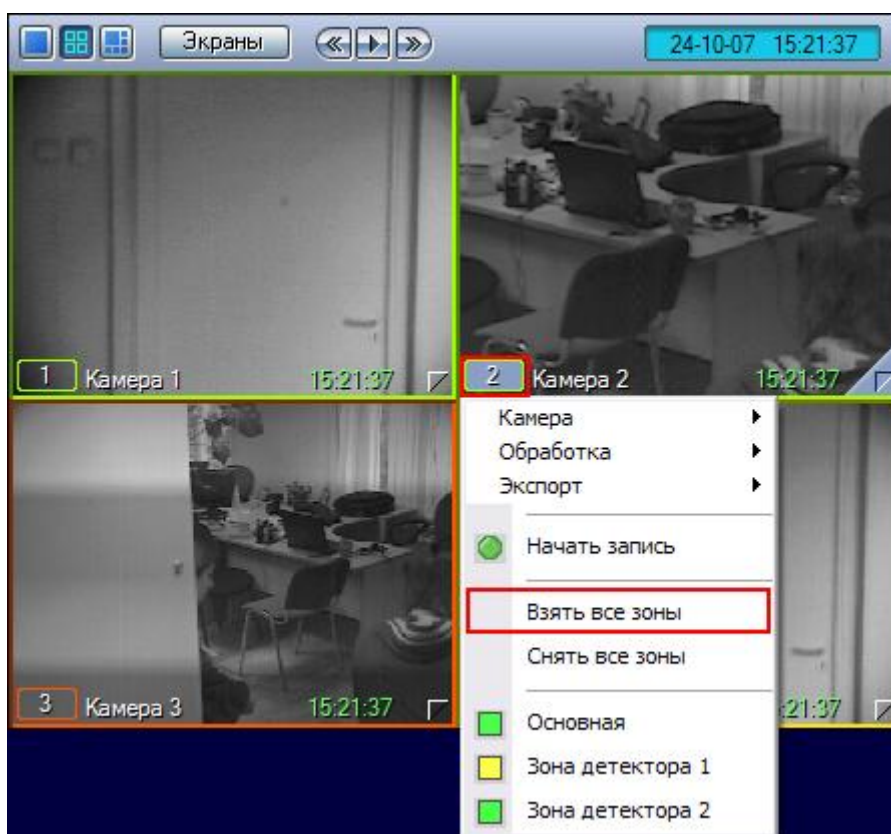 Экраны
24-10-07 15:21:37
1 Камера 1 15:21:37
2 Камера 2 15:21:37
Камера
Обработка
Экспорт
Начать запись
Взять все зоны
Снять все зоны
3 Камера 3 15:21:37
:21:37
Основная
Зона детектора 1
Зона детектора 2